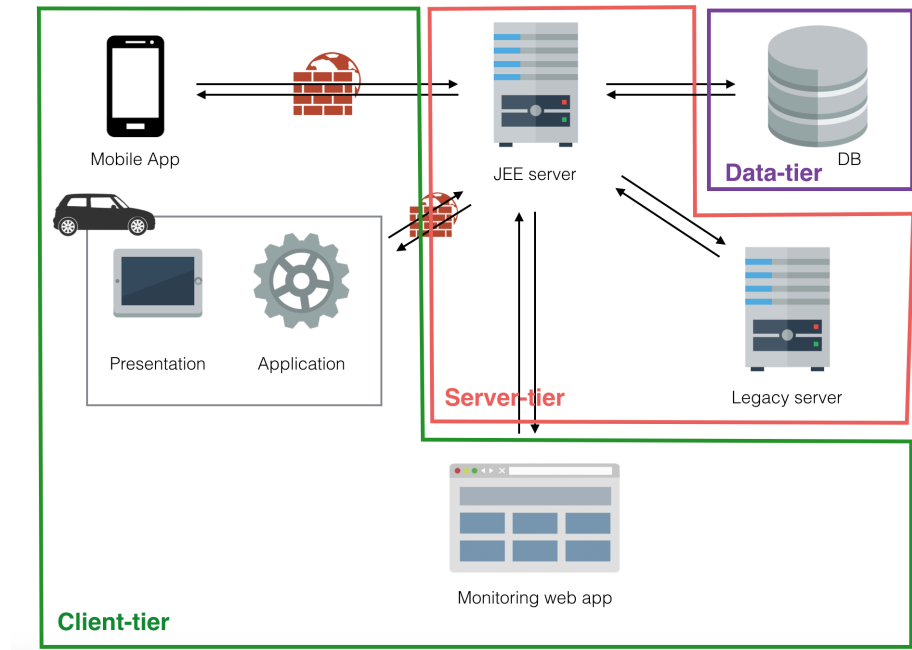 Mobile App
JEE server
DB
Data-tier
Presentation
Application
Server-tier
Legacy server
Monitoring web app
Client-tier